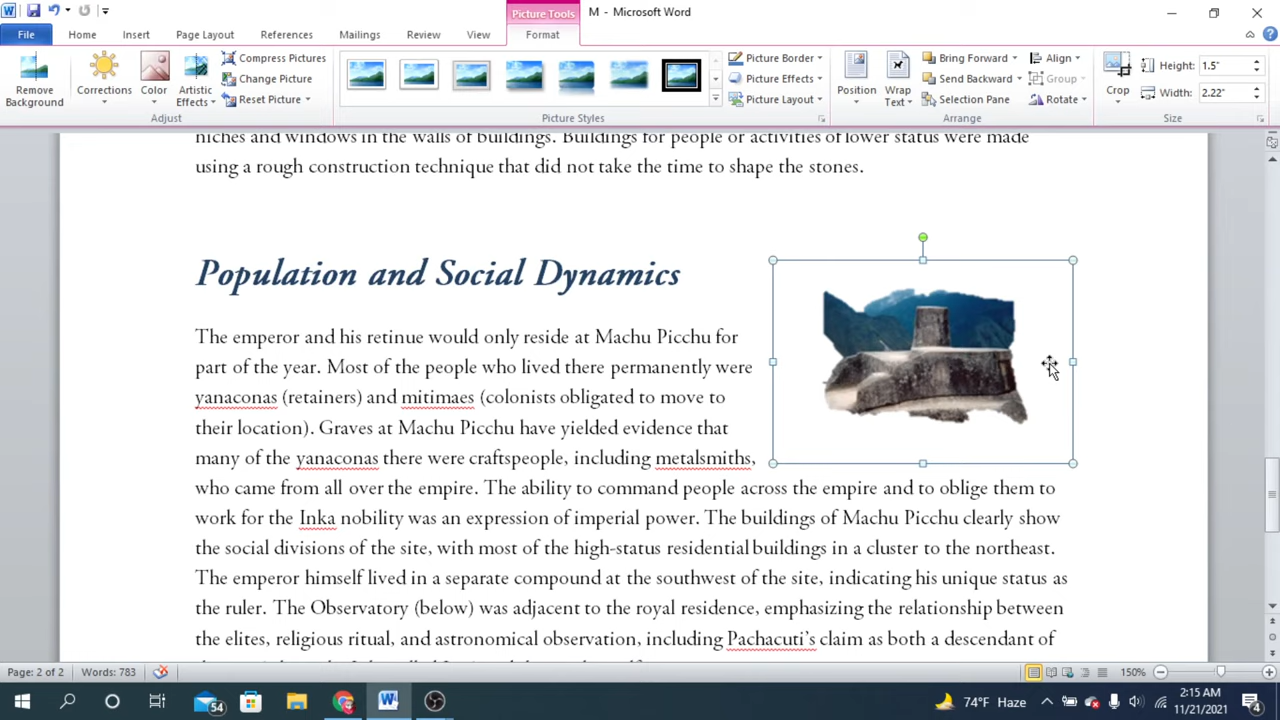 M - Microsoft Word
Picture Tools
File Home Insert Page Layout References Mailings Review View Format
Remove Background
Corrections
Color
Artistic Effects
Compress Pictures
Change Picture
Reset Picture
Adjust
Picture Styles
Picture Border
Picture Effects
Picture Layout
Position
Wrap Text
Bring Forward
Send Backward
Selection Pane
Align
Group
Rotate
Arrange
Crop
Height: 1.5"
Width: 2.22"
Size
niches and windows in the walls of buildings. Buildings for people or activities of lower status were made
using a rough construction technique that did not take the time to shape the stones.
Population and Social Dynamics
The emperor and his retinue would only reside at Machu Picchu for
part of the year. Most of the people who lived there permanently were
yanaconas (retainers) and mitimaes (colonists obligated to move to
their location). Graves at Machu Picchu have yielded evidence that
many of the yanaconas there were craftspeople, including metalsmiths,
who came from all over the empire. The ability to command people across the empire and to oblige them to
work for the Inka nobility was an expression of imperial power. The buildings of Machu Picchu clearly show
the social divisions of the site, with most of the high-status residential buildings in a cluster to the northeast.
The emperor himself lived in a separate compound at the southwest of the site, indicating his unique status as
the ruler. The Observatory (below) was adjacent to the royal residence, emphasizing the relationship between
the elites, religious ritual, and astronomical observation, including Pachacuti's claim as both a descendant of
Page: 2 of 2 Words: 783 150%
54 74°F Haze 2:15 AM
11/21/2021 4